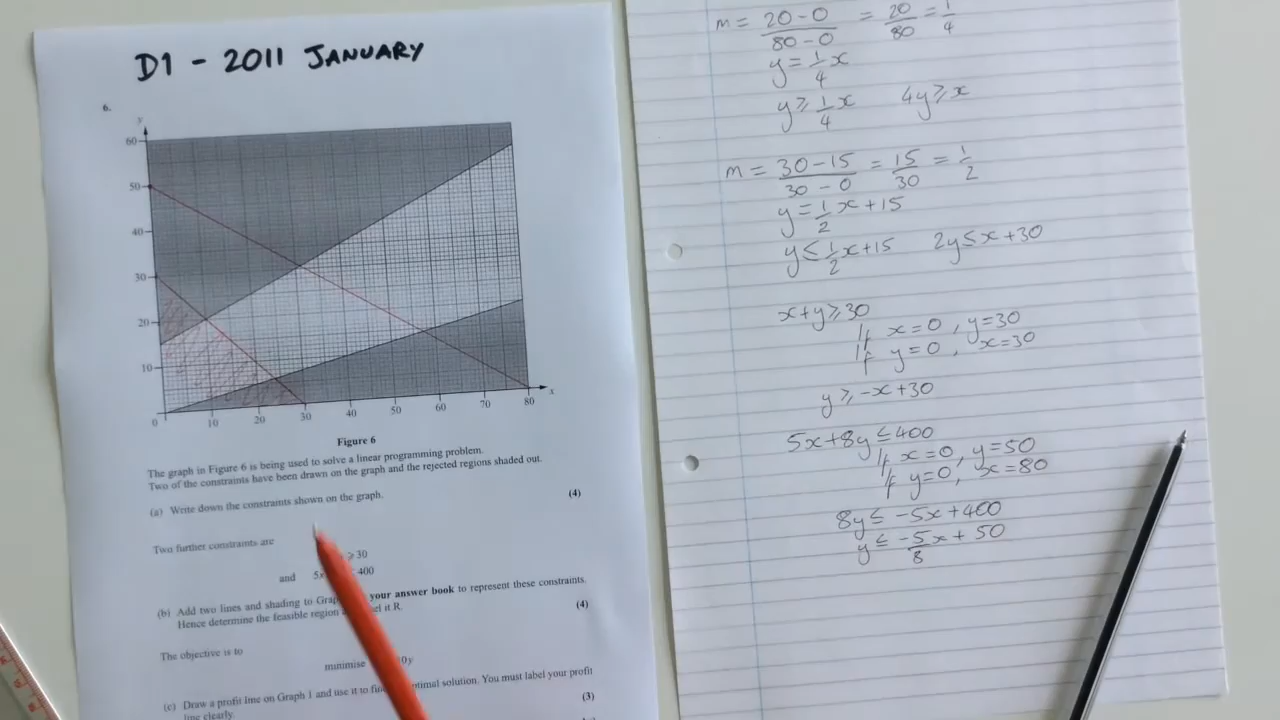 D1 - 2011 JANUARY
6.
y
60
50
40
30
20
10
0 10 20 30 40 50 60 70 80 x
Figure 6
The graph in Figure 6 is being used to solve a linear programming problem.
Two of the constraints have been drawn on the graph and the rejected regions shaded out.
(a) Write down the constraints shown on the graph.
(4)
Two further constraints are
⩾ 30
and 5x 400
(b) Add two lines and shading to your answer book to represent these constraints.
Hence determine the feasible region el it R.
(4)
The objective is to
minimise 0y
(c) Draw a profit line on Graph 1 and use it to optimal solution. You must label your profit
line clearly.
(3)
m = 20-0 / 80-0 = 20/80 = 1/4
y = 1/4 x
y ⩾ 1/4 x 4y ⩾ x
m = 30-15 / 30-0 = 15/30 = 1/2
y = 1/2 x + 15
y ≤ 1/2 x + 15 2y ≤ x + 30
x + y ⩾ 30
If x = 0, y = 30
If y = 0, x = 30
y ⩾ -x + 30
5x + 8y ≤ 400
If x = 0, y = 50
If y = 0, x = 80
8y ≤ -5x + 400
y ≤ -5/8 x + 50